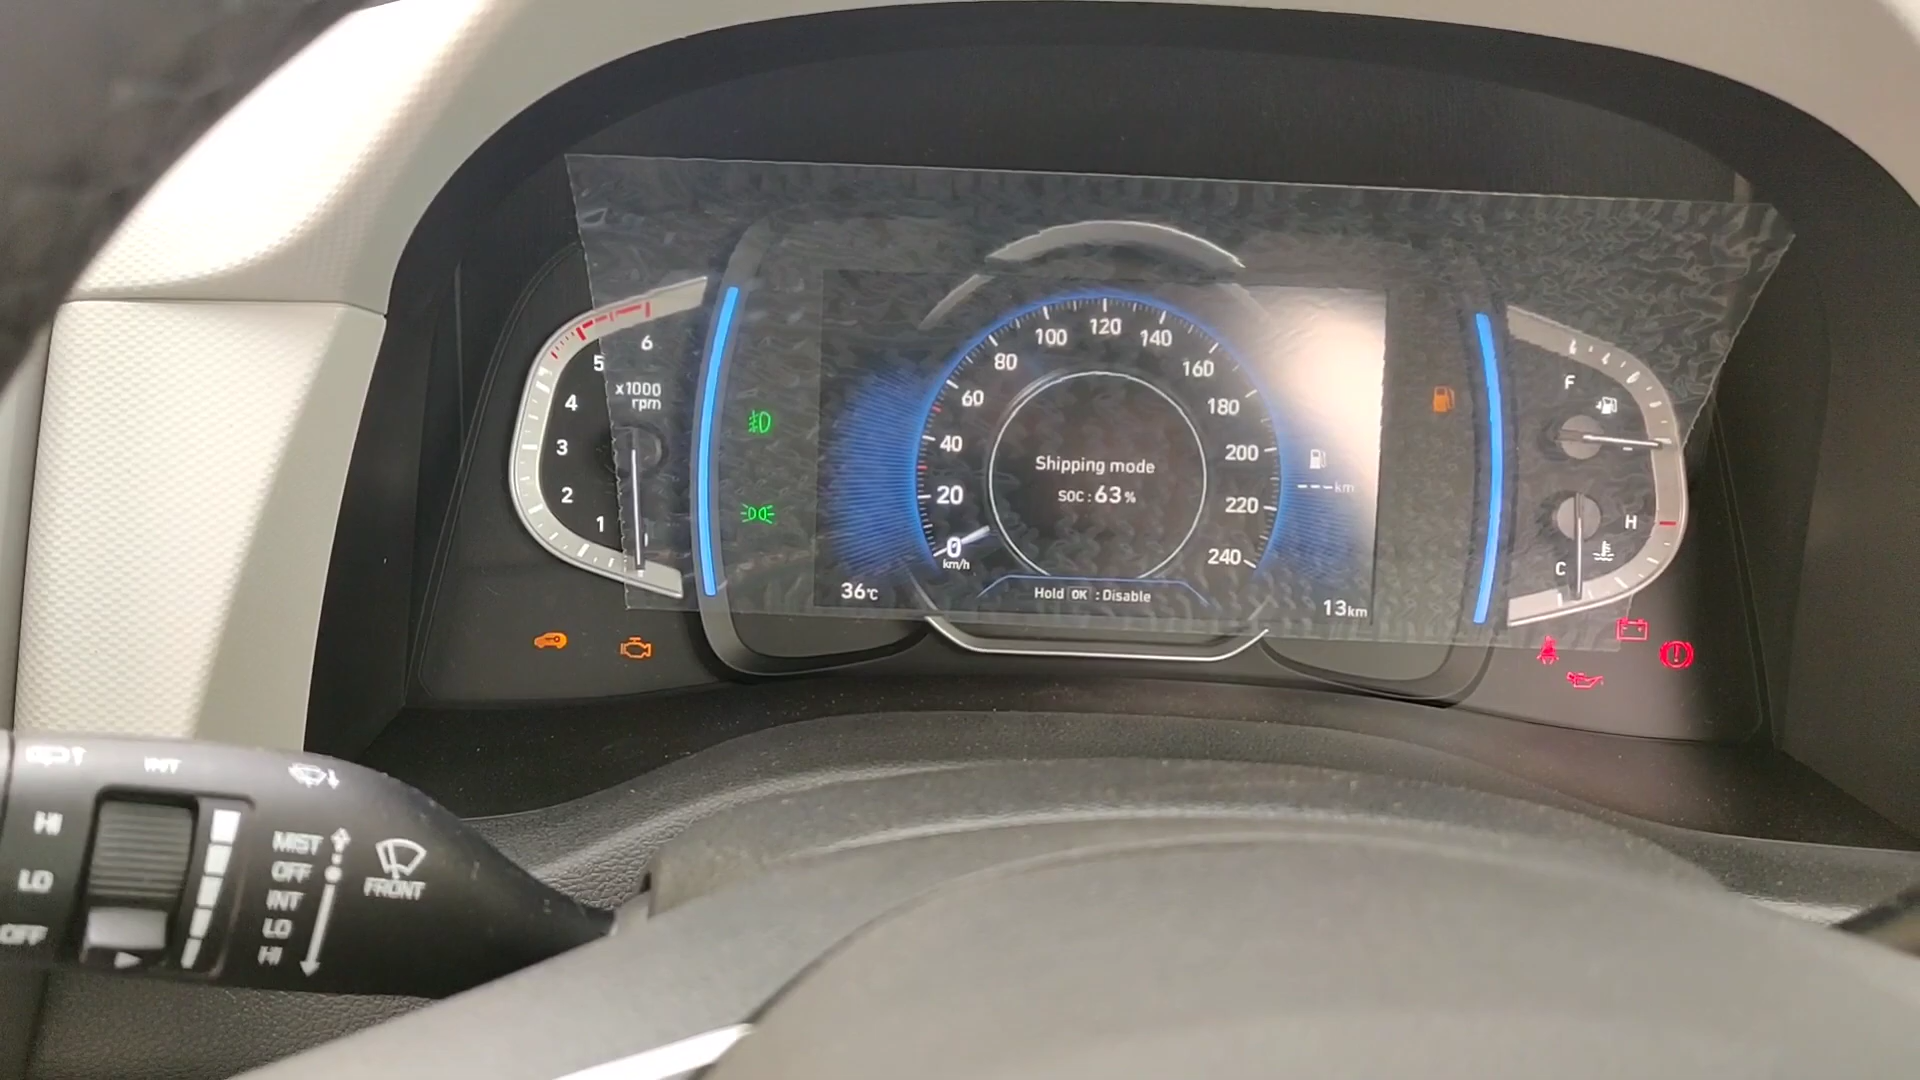 6
5
4
3
2
1
x1000
rpm
0
20
40
60
80
100
120
140
160
180
200
220
240
km/h
Shipping mode
SOC : 63 %
Hold OK : Disable
36℃
---km
13km
F
H
C
INT
HI
LO
OFF
MIST
OFF
INT
LO
HI
FRONT